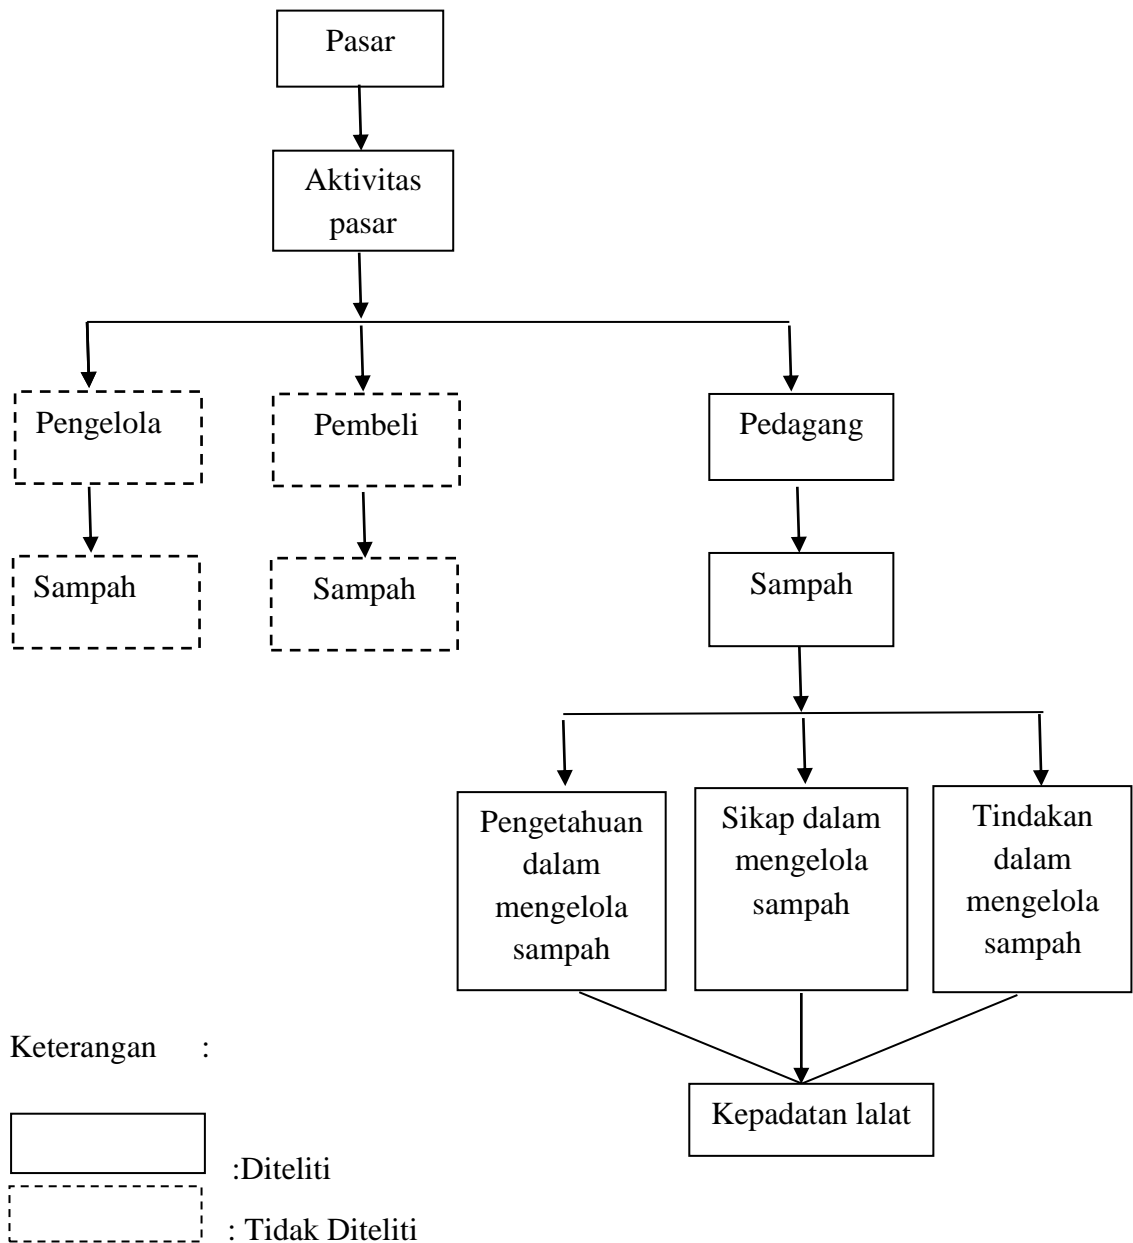 Pasar
Aktivitas
pasar
Pengelola
Pembeli
Pedagang
Sampah
Sampah
Sampah
Pengetahuan
dalam
mengelola
sampah
Sikap dalam
mengelola
sampah
Tindakan
dalam
mengelola
sampah
Kepadatan lalat
Keterangan :
:Diteliti
: Tidak Diteliti